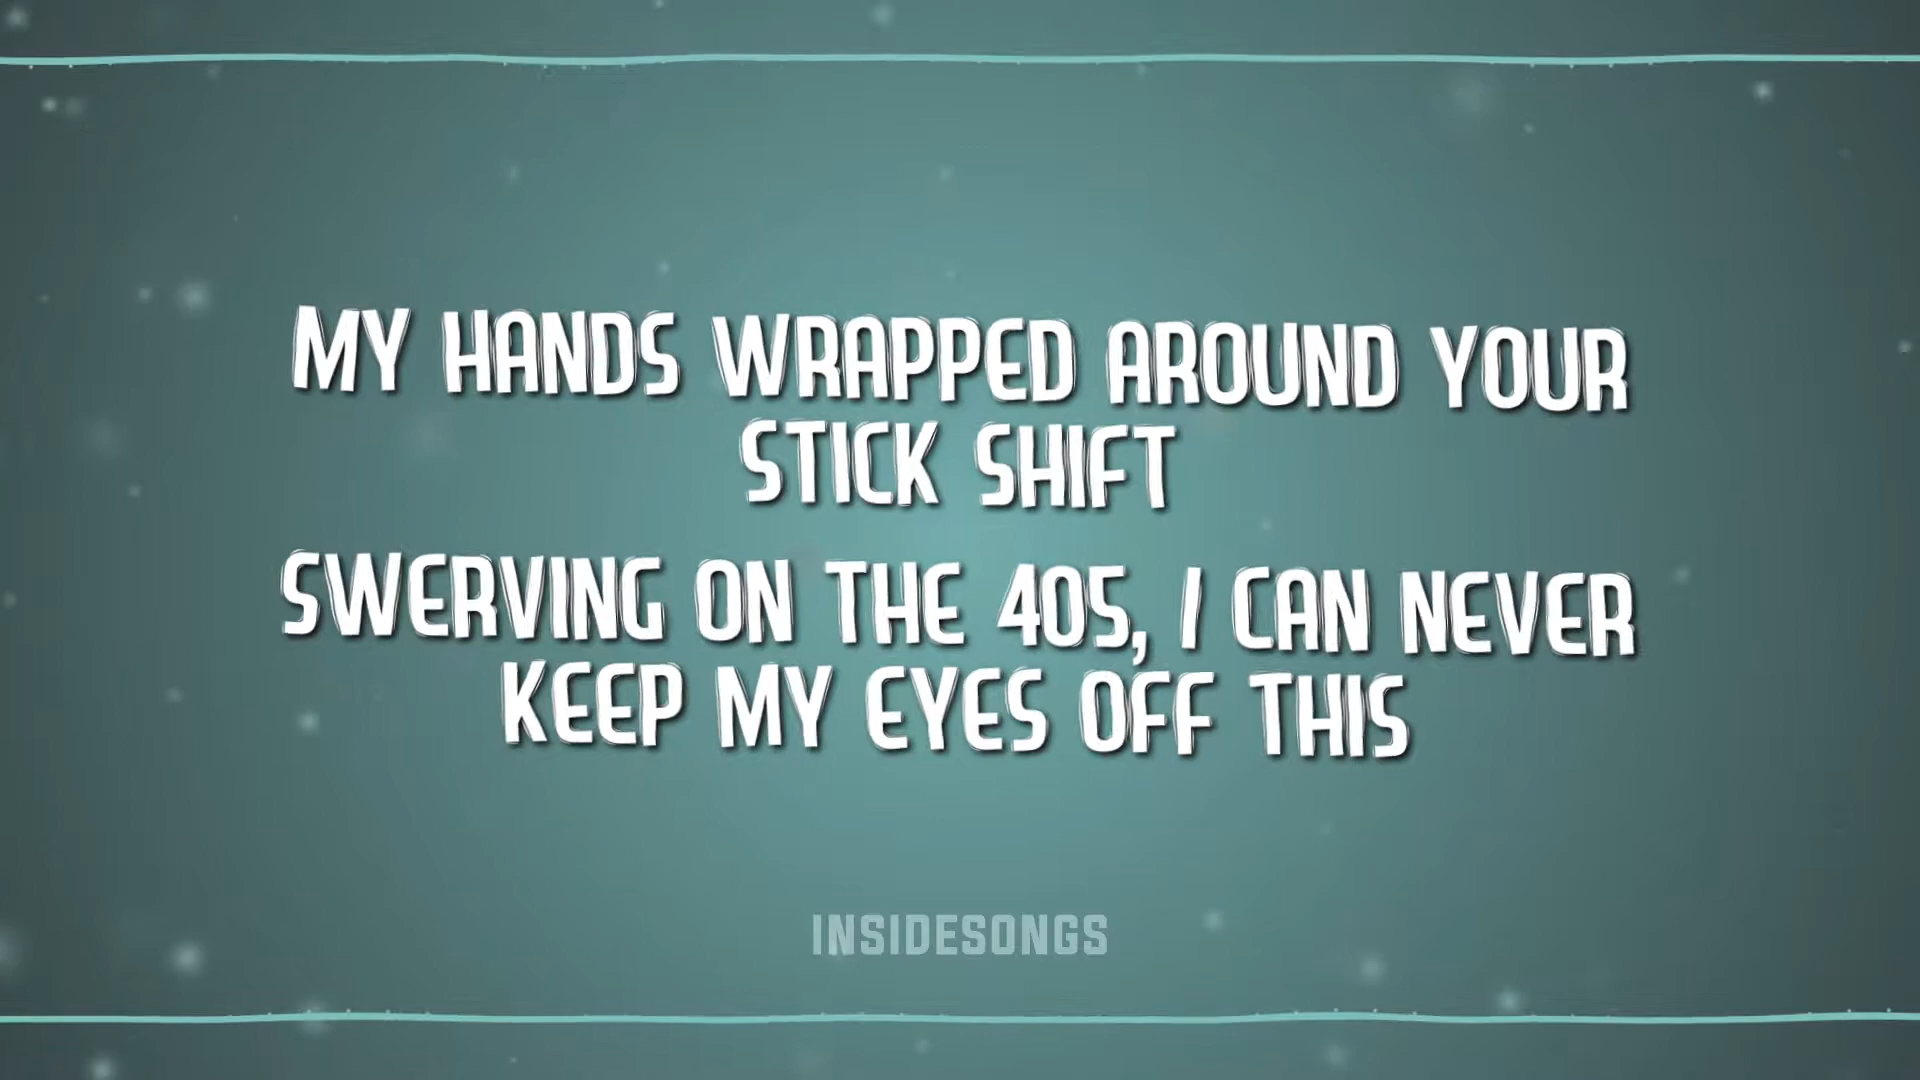 MY HANDS WRAPPED AROUND YOUR
STICK SHIFT
SWERVING ON THE 405, I CAN NEVER
KEEP MY EYES OFF THIS
INSIDESONGS